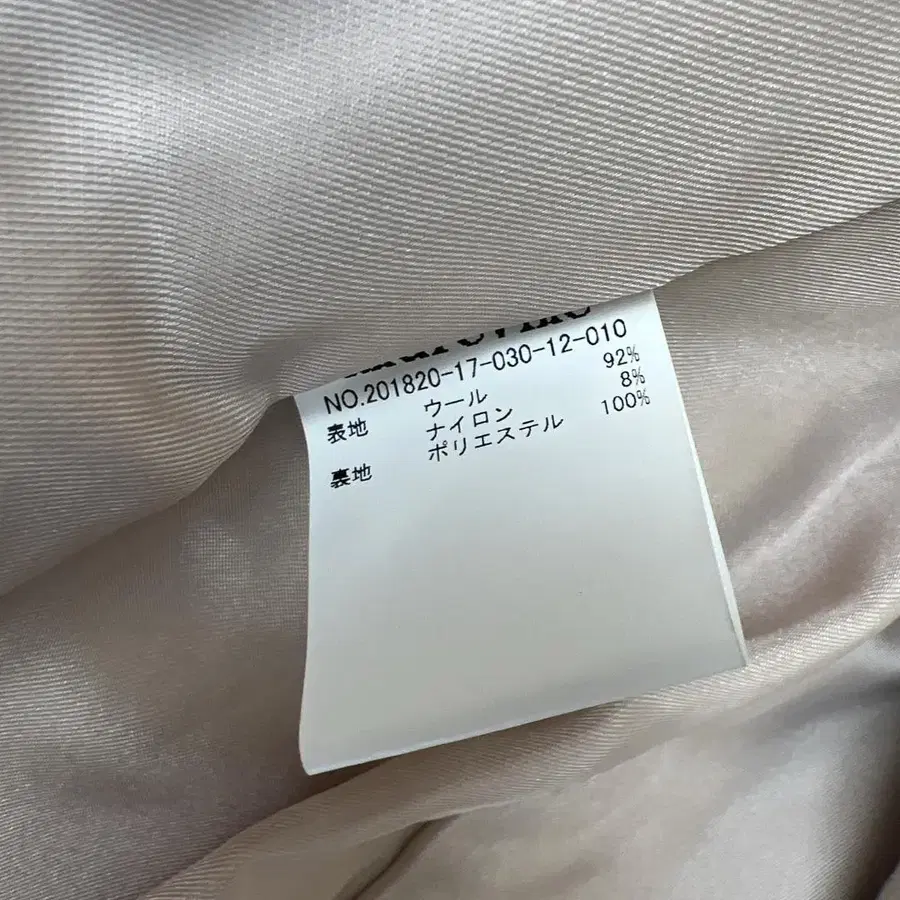 NO.201820-17-030-12-010
表地 ウール 92%
ナイロン 8%
裏地 ポリエステル 100%